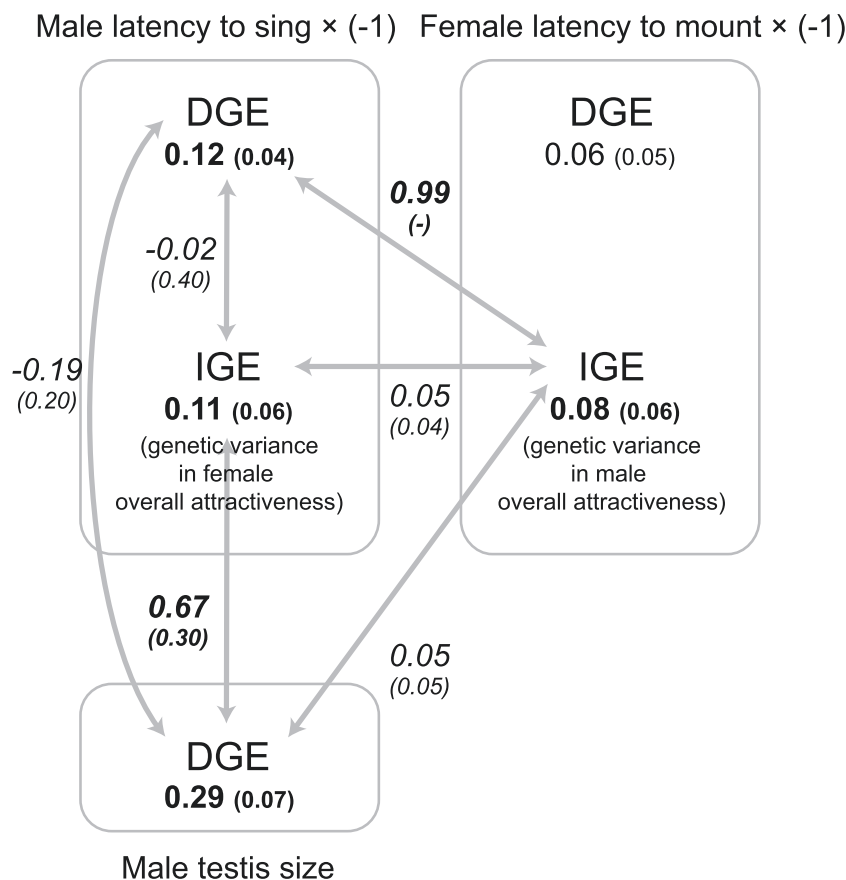 Male latency to sing × (-1)
Female latency to mount × (-1)
DGE
0.12 (0.04)
DGE
0.06 (0.05)
0.99
(-)
-0.02
(0.40)
-0.19
(0.20)
IGE
0.11 (0.06)
(genetic variance
in female
overall attractiveness)
0.05
(0.04)
IGE
0.08 (0.06)
(genetic variance
in male
overall attractiveness)
0.67
(0.30)
0.05
(0.05)
DGE
0.29 (0.07)
Male testis size